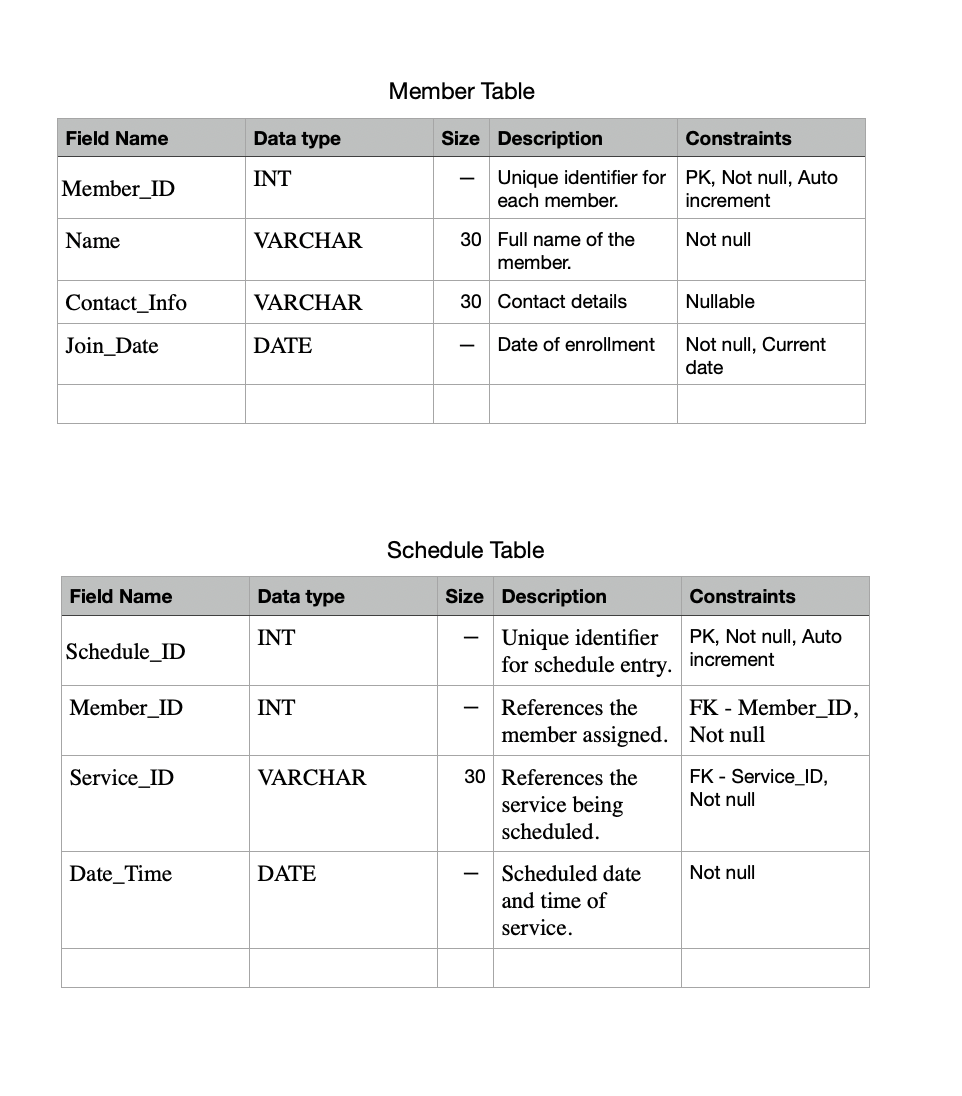 Member Table
Field Name Data type Size Description Constraints
Member_ID INT — Unique identifier for PK, Not null, Auto
each member. increment
Name VARCHAR 30 Full name of the Not null
member.
Contact_Info VARCHAR 30 Contact details Nullable
Join_Date DATE — Date of enrollment Not null, Current
date
Schedule Table
Field Name Data type Size Description Constraints
Schedule_ID INT — Unique identifier PK, Not null, Auto
for schedule entry. increment
Member_ID INT — References the FK - Member_ID,
member assigned. Not null
Service_ID VARCHAR 30 References the FK - Service_ID,
service being Not null
scheduled.
Date_Time DATE — Scheduled date Not null
and time of
service.